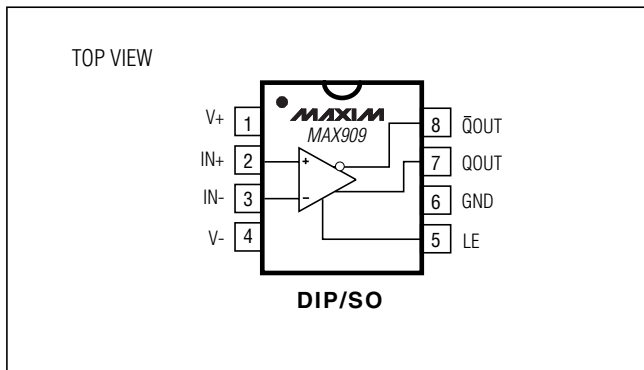 TOP VIEW
MAXIM
MAX909
V+ 1
IN+ 2
IN- 3
V- 4
+
−
8 Q̄OUT
7 QOUT
6 GND
5 LE
DIP/SO